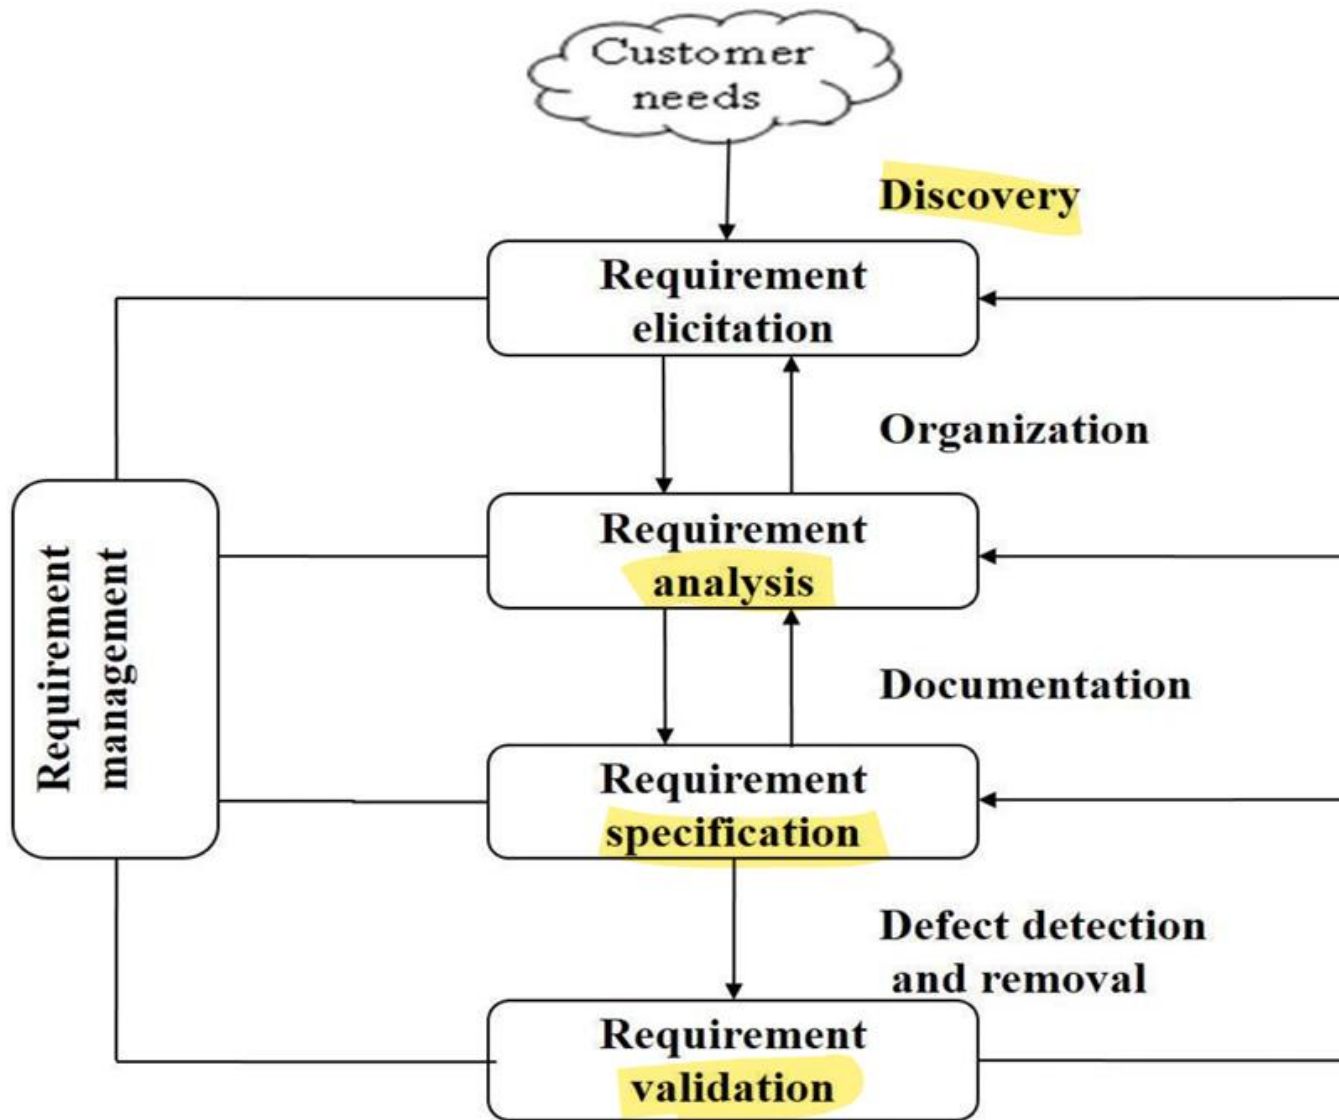 Customer
needs
Discovery
Requirement
elicitation
Organization
Requirement
analysis
Requirement
management
Documentation
Requirement
specification
Defect detection
and removal
Requirement
validation